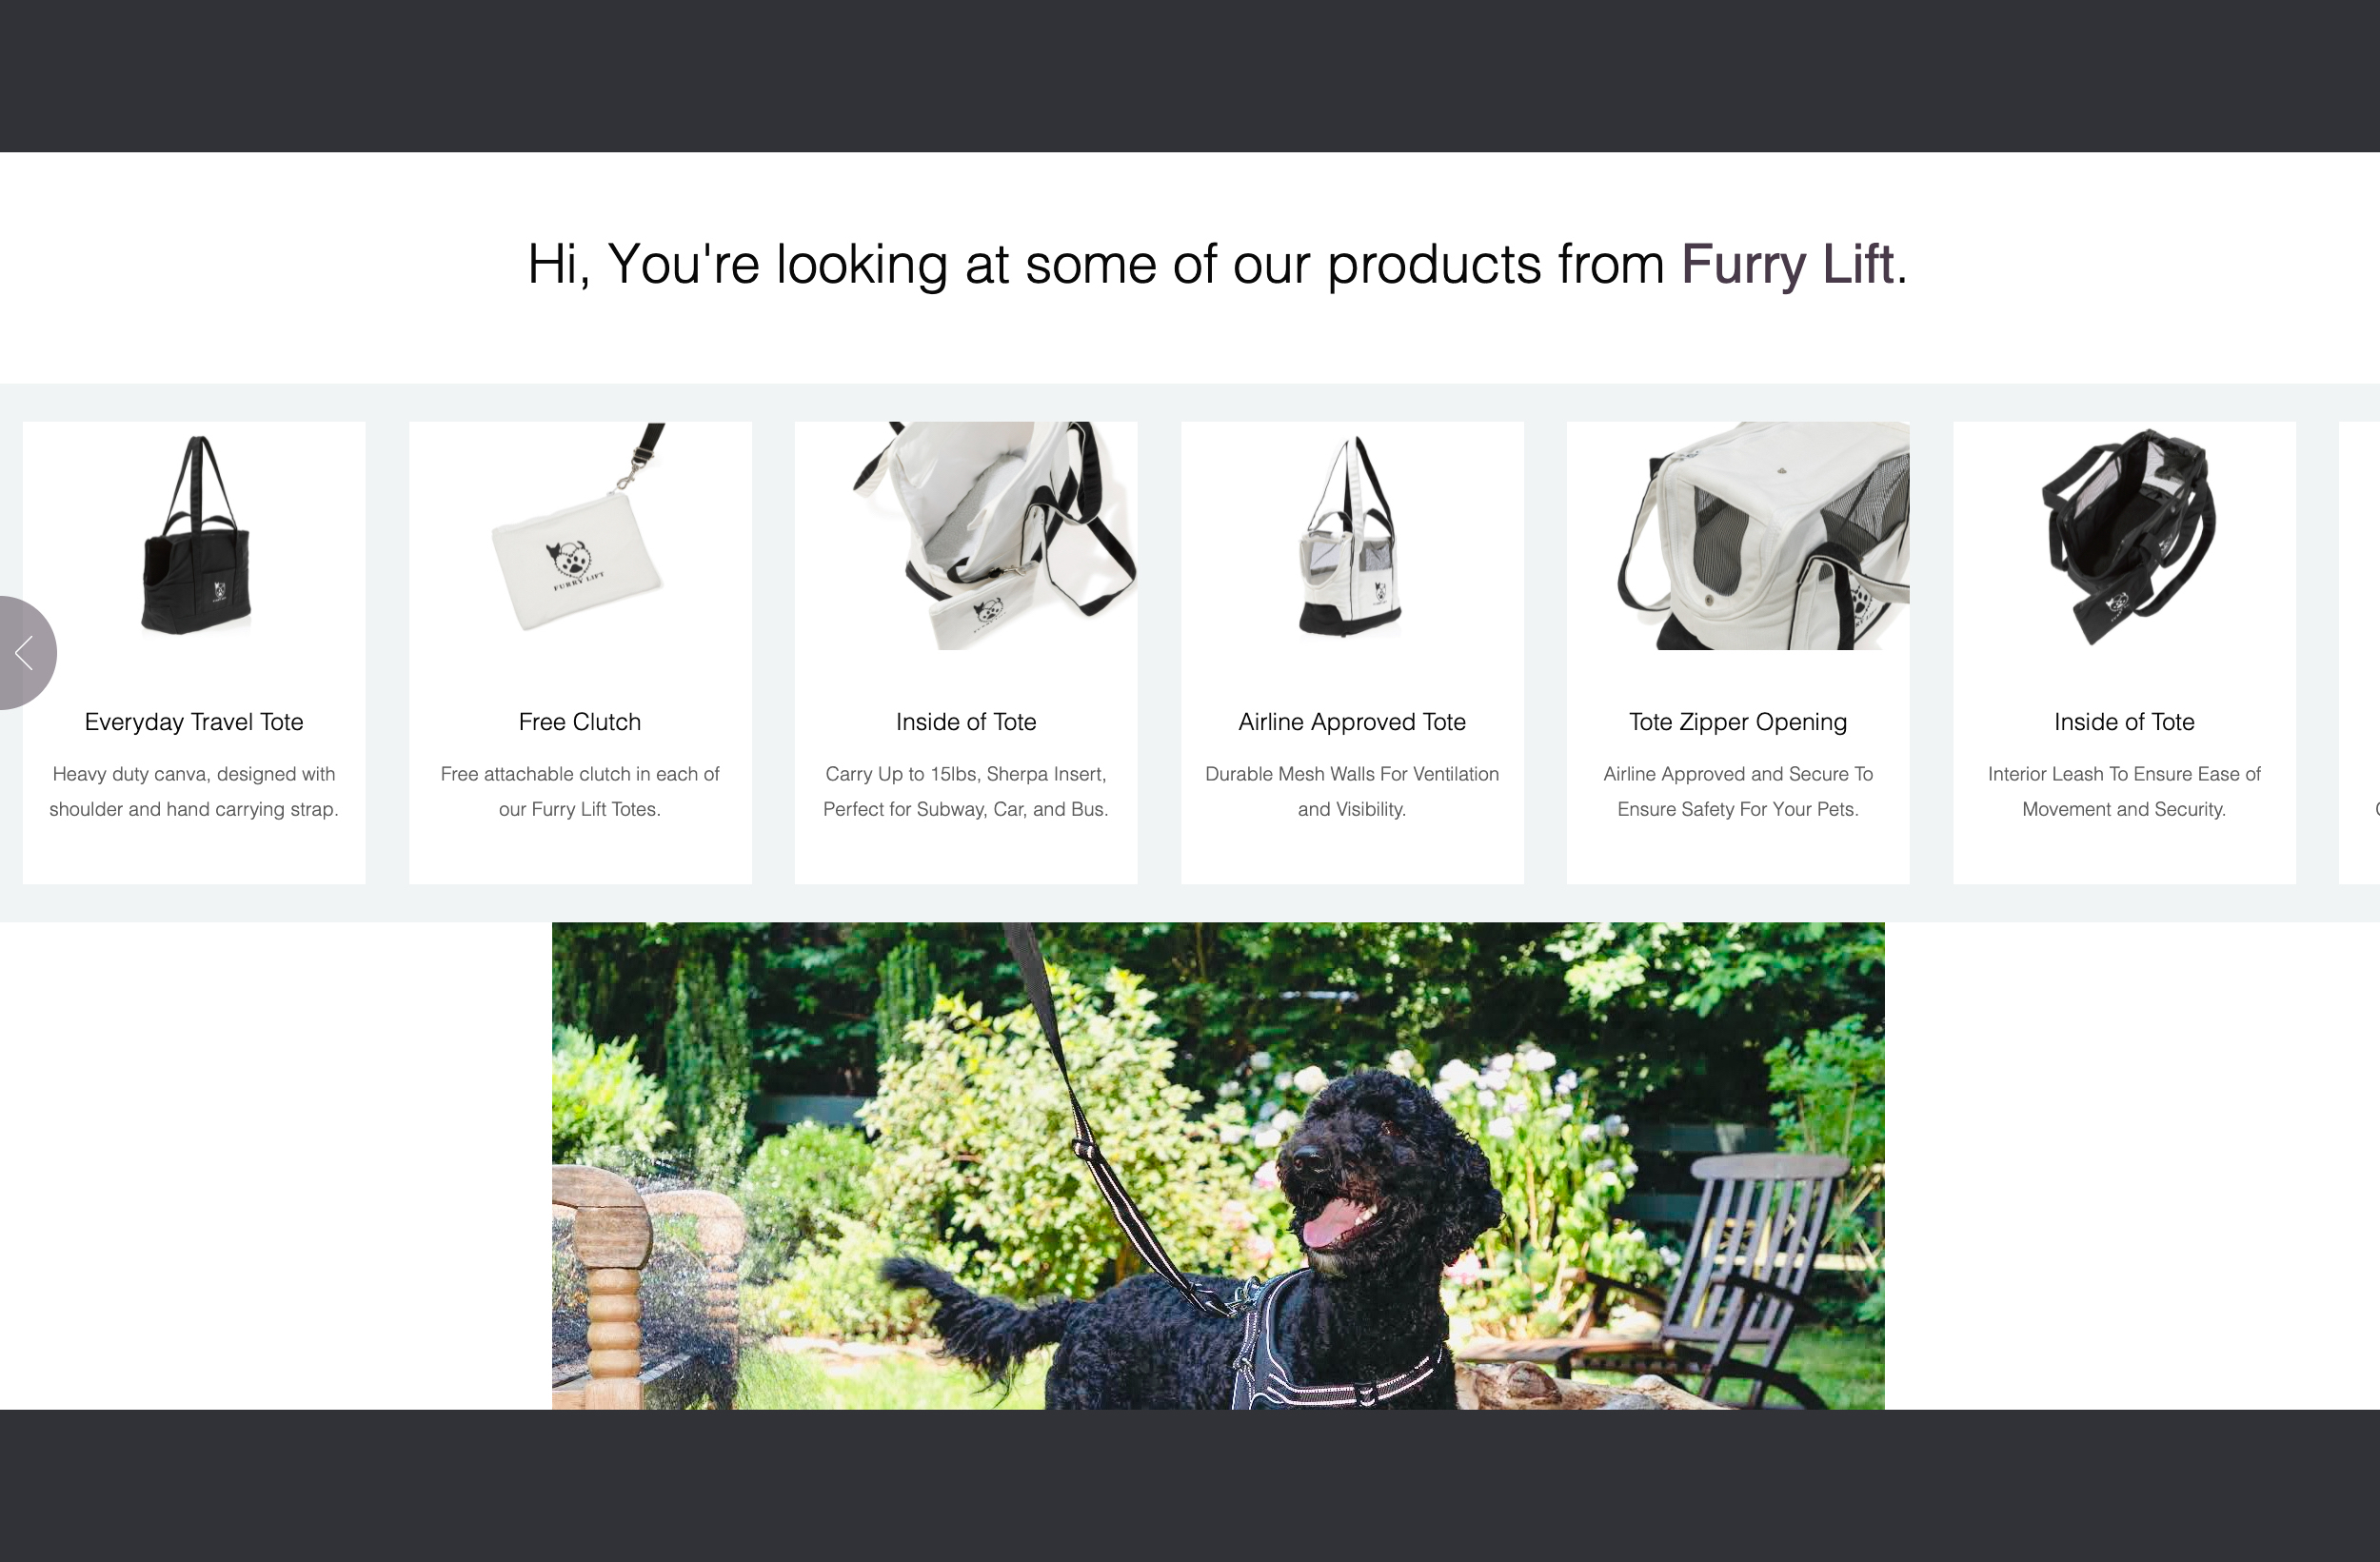 Hi, You're looking at some of our products from Furry Lift.
FURRY LIFT
Everyday Travel Tote
Heavy duty canva, designed with
shoulder and hand carrying strap.
Free Clutch
Free attachable clutch in each of
our Furry Lift Totes.
Inside of Tote
Carry Up to 15lbs, Sherpa Insert,
Perfect for Subway, Car, and Bus.
Airline Approved Tote
Durable Mesh Walls For Ventilation
and Visibility.
Tote Zipper Opening
Airline Approved and Secure To
Ensure Safety For Your Pets.
Inside of Tote
Interior Leash To Ensure Ease of
Movement and Security.